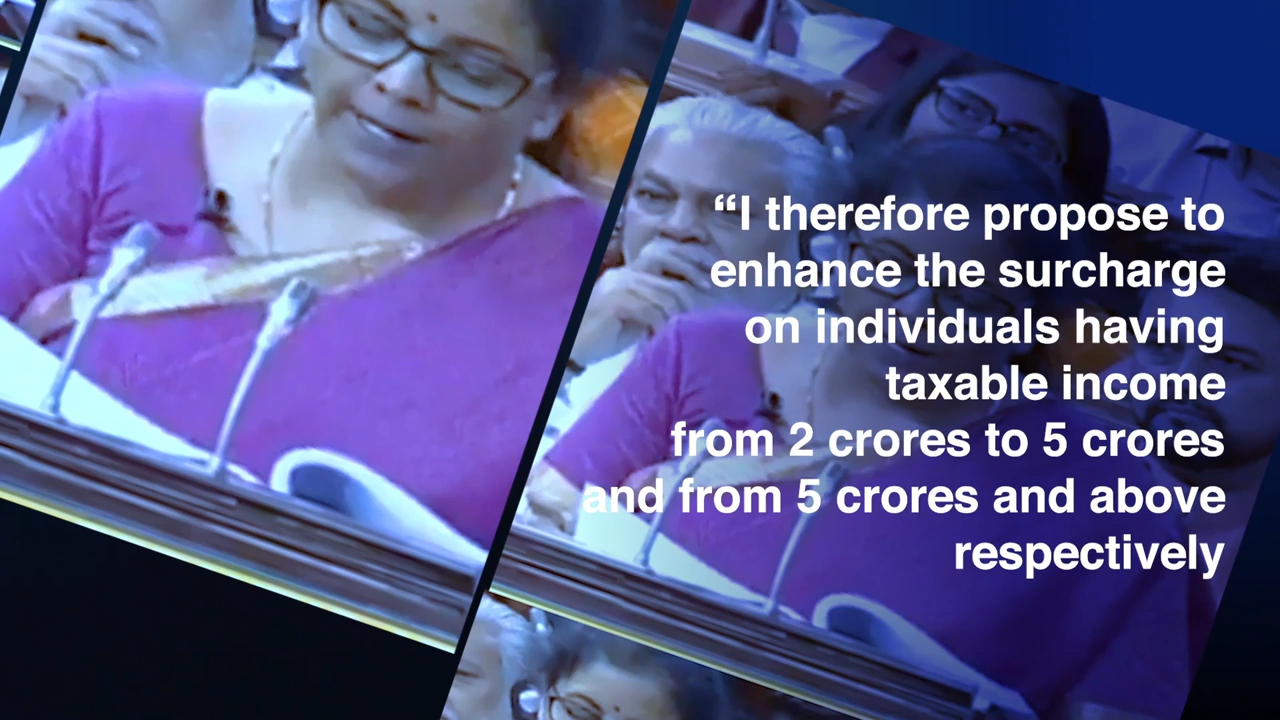 “I therefore propose to
enhance the surcharge
on individuals having
taxable income
from 2 crores to 5 crores
and from 5 crores and above
respectively